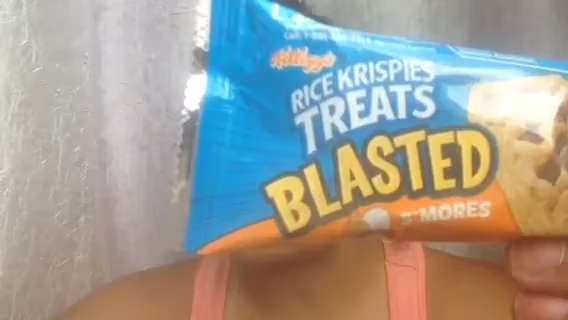 Kellogg's
RICE KRISPIES
TREATS
BLASTED
S'MORES